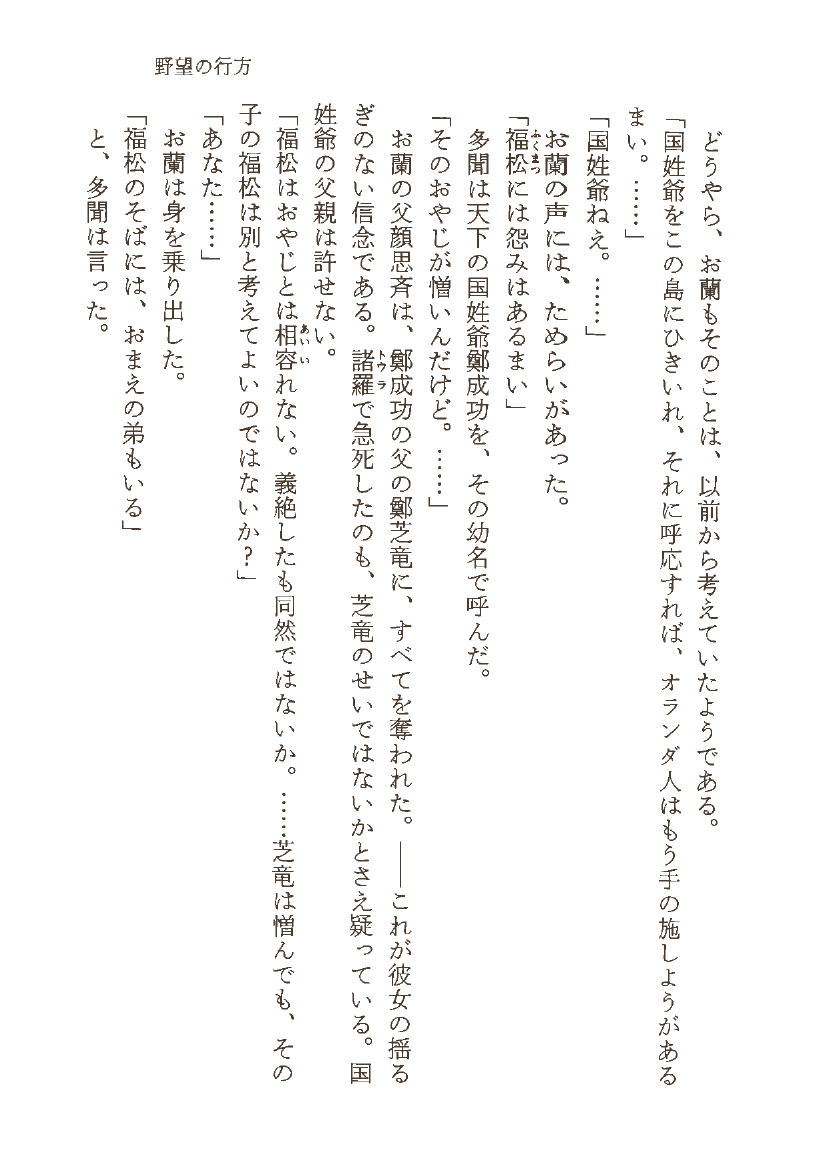 野望の行方
どうやら、お蘭もそのことは、以前から考えていたようである。
「国姓爺をこの島にひきいれ、それに呼応すれば、オランダ人はもう手の施しようがある
まい。……」
「国姓爺ねえ。……」
お蘭の声には、ためらいがあった。
「福松には怨みはあるまい」
ふくまつ
多聞は天下の国姓爺鄭成功を、その幼名で呼んだ。
「そのおやじが憎いんだけど。……」
お蘭の父顔思斉は、鄭成功の父の鄭芝竜に、すべてを奪われた。――これが彼女の揺る
ぎのない信念である。諸羅で急死したのも、芝竜のせいではないかとさえ疑っている。国
トウラ
姓爺の父親は許せない。
「福松はおやじとは相容れない。義絶したも同然ではないか。……芝竜は憎んでも、その
あいい
子の福松は別と考えてよいのではないか？」
「あなた……」
お蘭は身を乗り出した。
「福松のそばには、おまえの弟もいる」
と、多聞は言った。